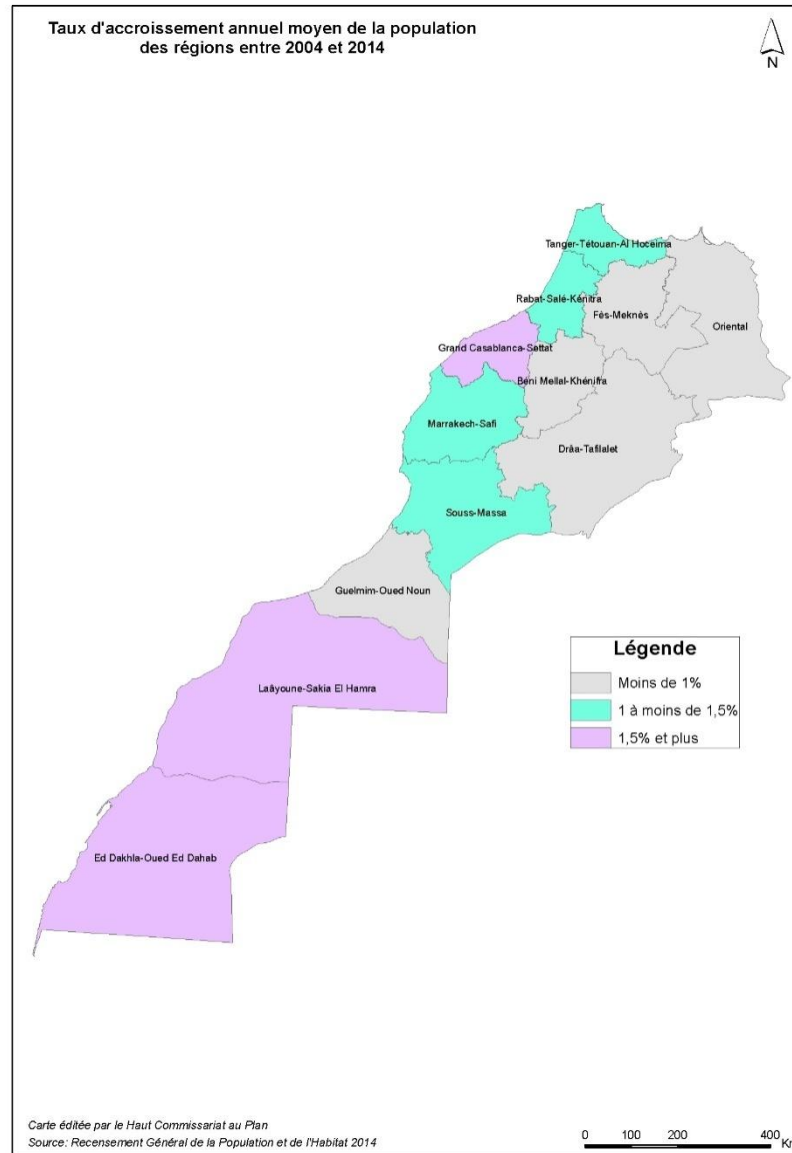 Taux d'accroissement annuel moyen de la population
des régions entre 2004 et 2014
N
Tanger-Tétouan-Al Hoceima
Rabat-Salé-Kénitra
Fès-Meknès
Oriental
Grand Casablanca-Settat
Béni Mellal-Khénifra
Marrakech-Safi
Drâa-Tafilalet
Souss-Massa
Guelmim-Oued Noun
Laâyoune-Sakia El Hamra
Ed Dakhla-Oued Ed Dahab
Légende
Moins de 1%
1 à moins de 1,5%
1,5% et plus
Carte éditée par le Haut Commissariat au Plan
Source: Recensement Général de la Population et de l'Habitat 2014
0 100 200 400
Km